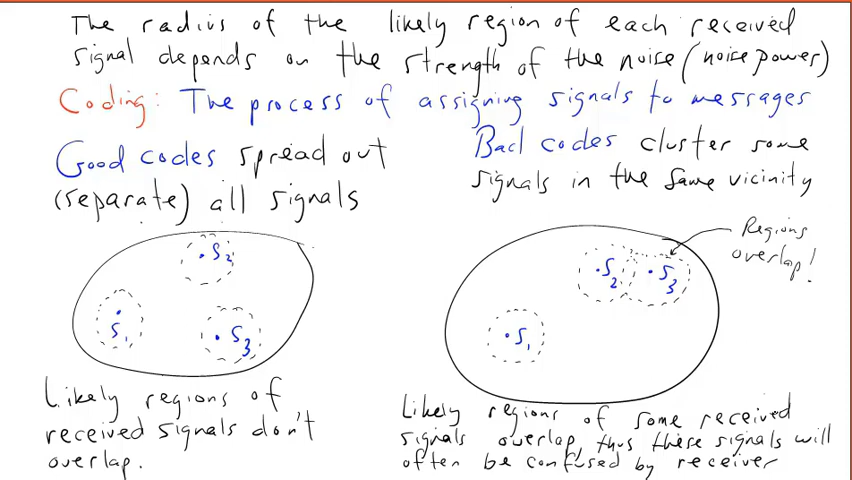 The radius of the likely region of each received
signal depends on the strength of the noise (noise power)
Coding: The process of assigning signals to messages
Good codes spread out
(separate) all signals
Bad codes cluster some
signals in the same vicinity
S2
S1
S3
Likely regions of
received signals don't
overlap.
Regions
overlap!
S2
S3
S1
Likely regions of some received
signals overlap, thus these signals will
often be confused by receiver